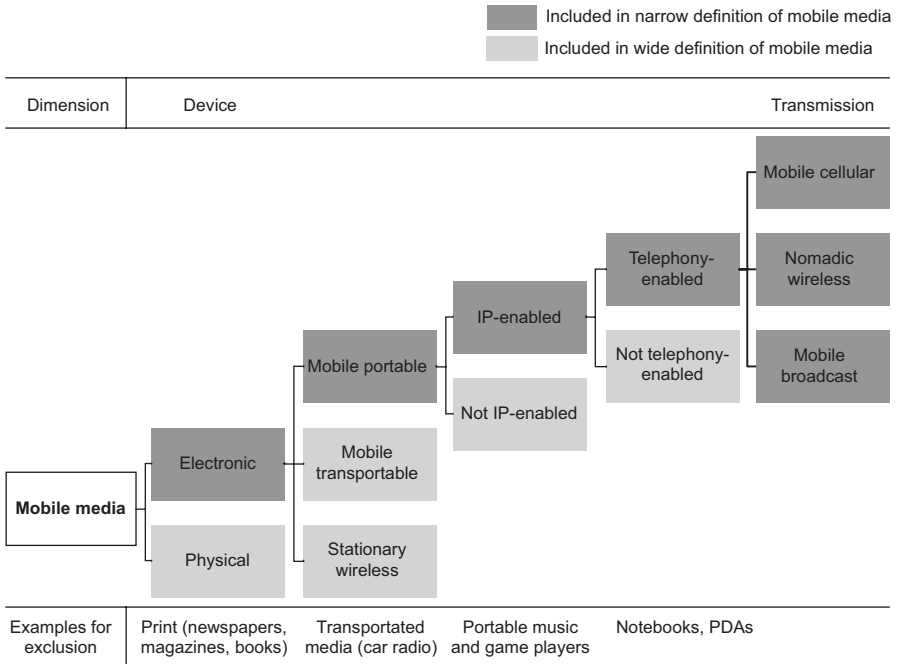 Included in narrow definition of mobile media
Included in wide definition of mobile media
Dimension
Device
Transmission
Mobile cellular
Telephony-
enabled
Nomadic
wireless
IP-enabled
Mobile portable
Not telephony-
enabled
Mobile
broadcast
Not IP-enabled
Electronic
Mobile
transportable
Mobile media
Physical
Stationary
wireless
Examples for
exclusion
Print (newspapers,
magazines, books)
Transportated
media (car radio)
Portable music
and game players
Notebooks, PDAs